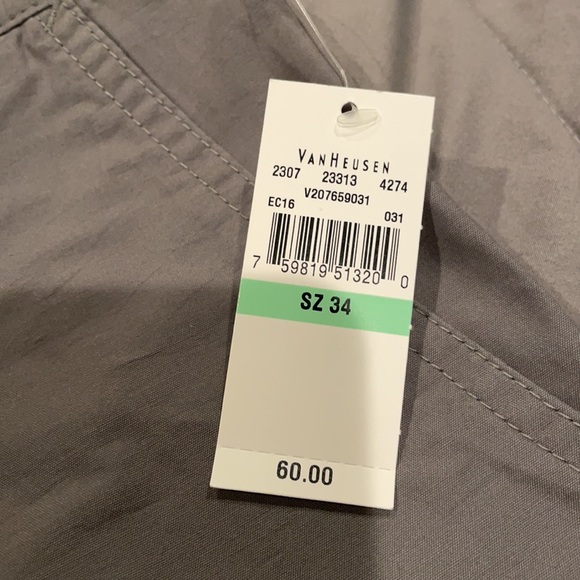 VANHEUSEN
2307 23313 4274
V207659031
EC16 031
7 59819 51320 0
SZ 34
60.00